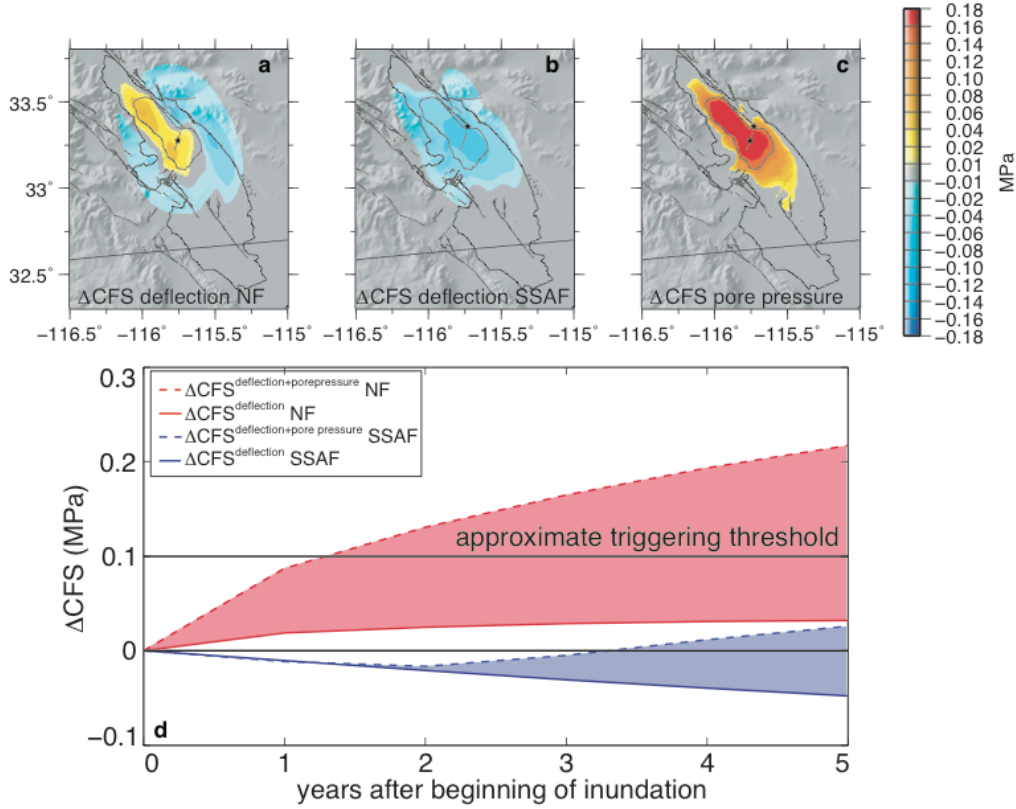 a
b
c
33.5°
33°
32.5°
ΔCFS deflection NF
ΔCFS deflection SSAF
ΔCFS pore pressure
−116.5° −116° −115.5° −115°
−116.5° −116° −115.5° −115°
−116.5° −116° −115.5° −115°
0.18
0.16
0.14
0.12
0.10
0.08
0.06
0.04
0.02
0.01
−0.01
−0.02
−0.04
−0.06
−0.08
−0.10
−0.12
−0.14
−0.16
−0.18
MPa
ΔCFS deflection+porepressure NF
ΔCFS deflection NF
ΔCFS deflection+pore pressure SSAF
ΔCFS deflection SSAF
approximate triggering threshold
0.3
0.2
0.1
0
−0.1
ΔCFS (MPa)
d
0 1 2 3 4 5
years after beginning of inundation